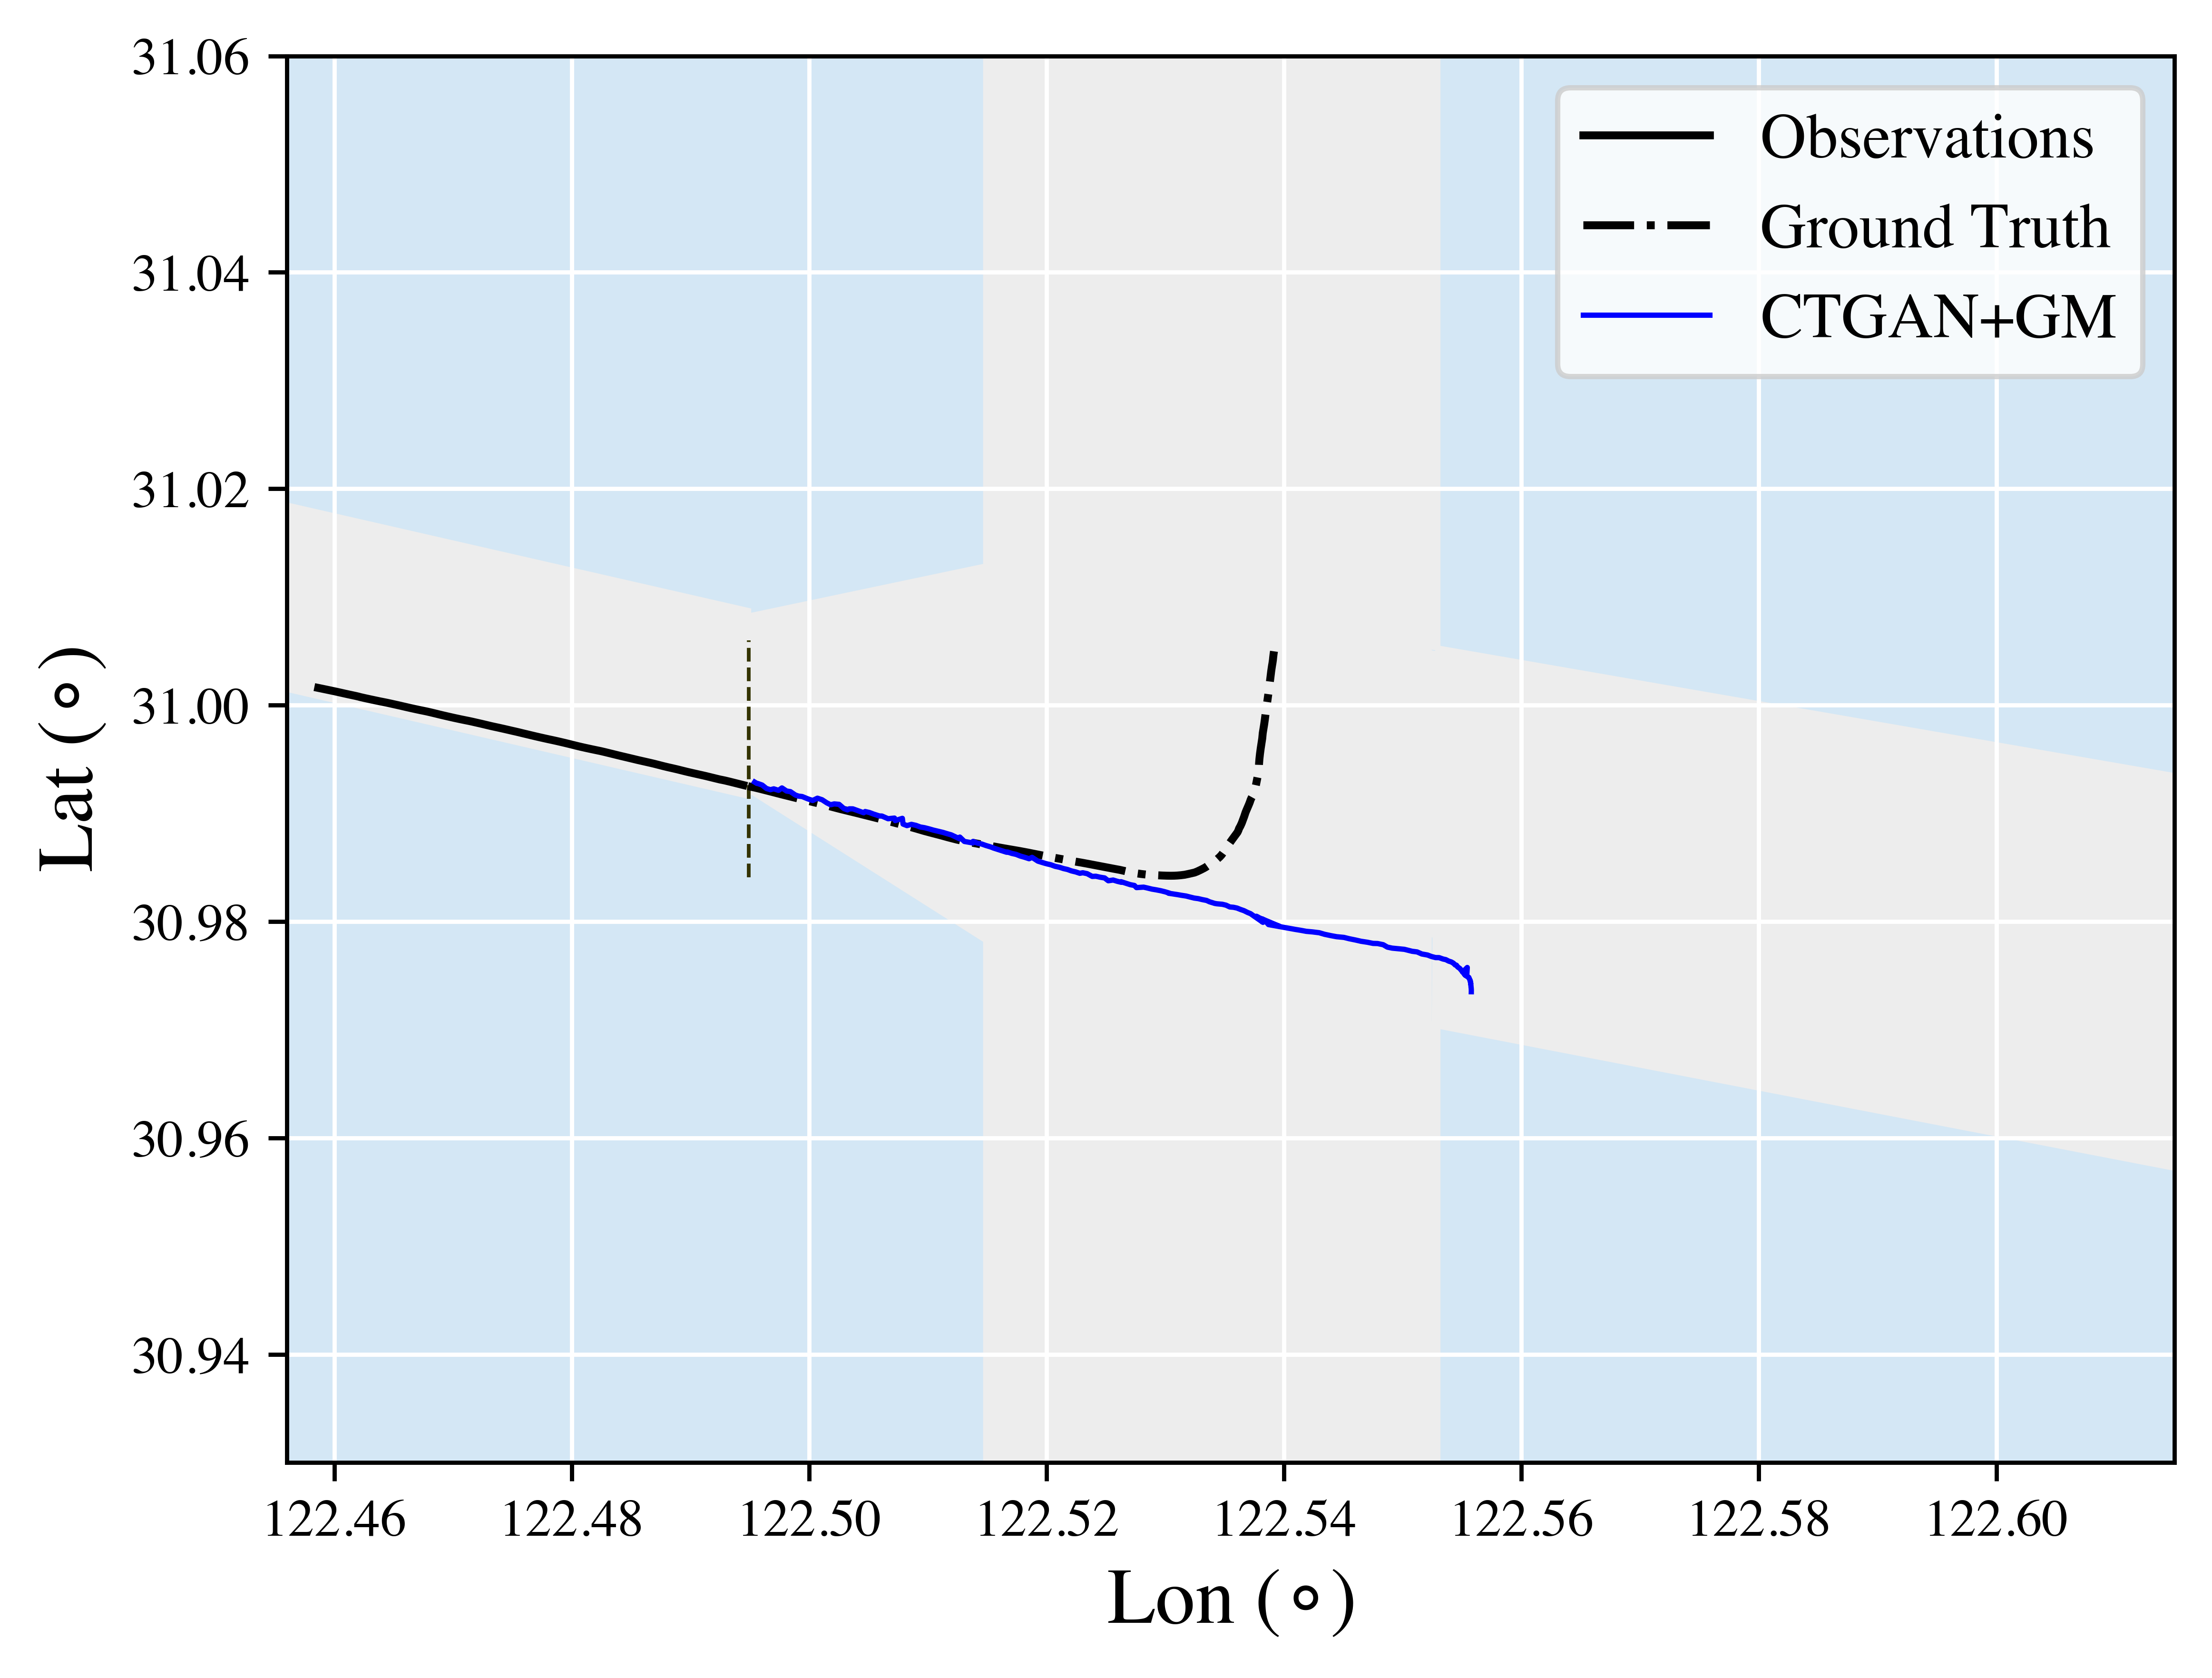 31.06
31.04
31.02
31.00
30.98
30.96
30.94
Lat (∘)
Observations
Ground Truth
CTGAN+GM
122.46 122.48 122.50 122.52 122.54 122.56 122.58 122.60
Lon (∘)